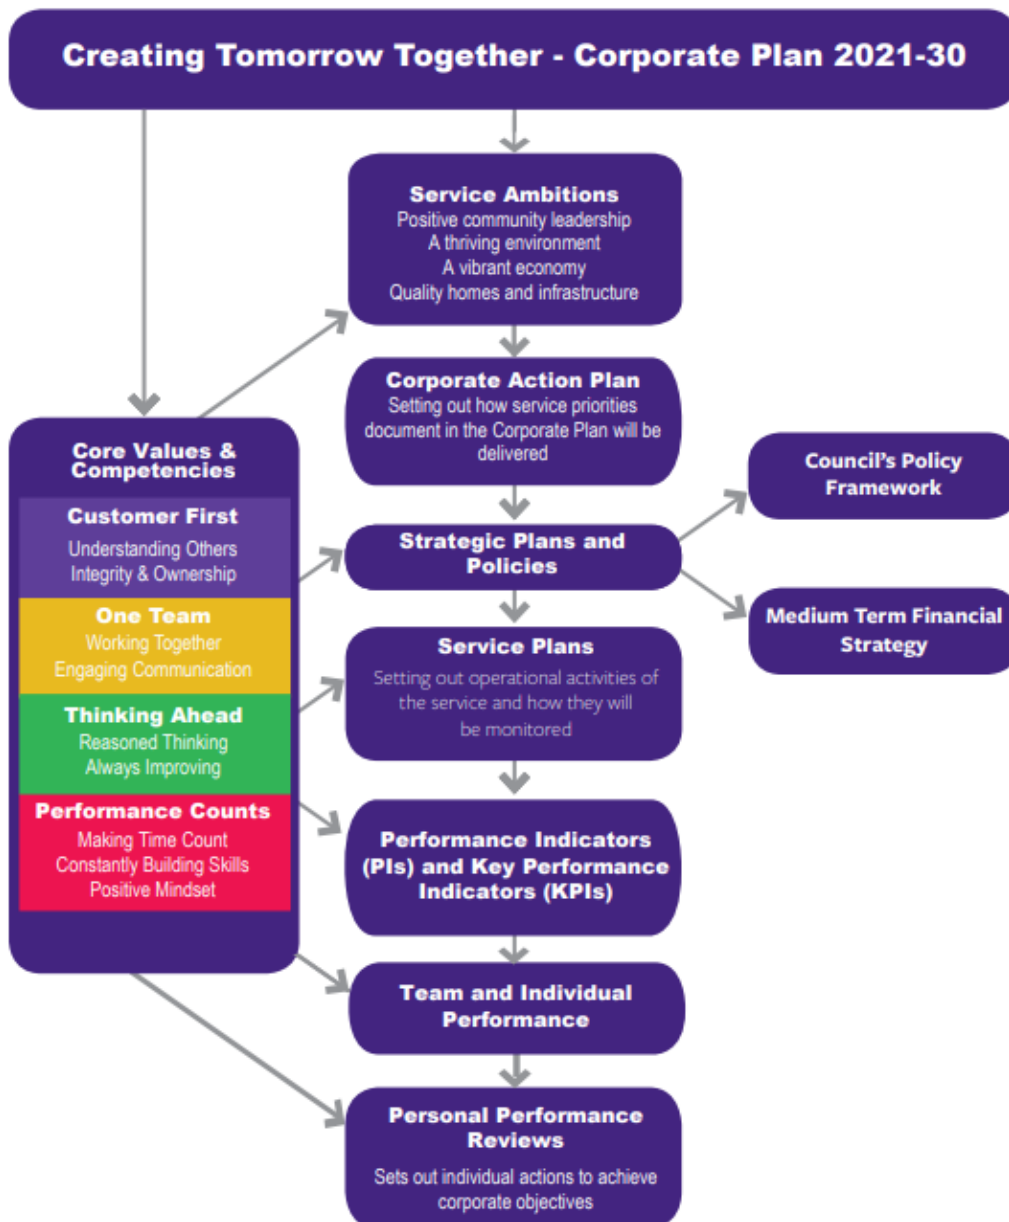 Creating Tomorrow Together - Corporate Plan 2021-30
Service Ambitions
Positive community leadership
A thriving environment
A vibrant economy
Quality homes and infrastructure
Corporate Action Plan
Setting out how service priorities
document in the Corporate Plan will be
delivered
Core Values &
Competencies
Customer First
Understanding Others
Integrity & Ownership
One Team
Working Together
Engaging Communication
Thinking Ahead
Reasoned Thinking
Always Improving
Performance Counts
Making Time Count
Constantly Building Skills
Positive Mindset
Strategic Plans and
Policies
Council’s Policy
Framework
Medium Term Financial
Strategy
Service Plans
Setting out operational activities of
the service and how they will
be monitored
Performance Indicators
(PIs) and Key Performance
Indicators (KPIs)
Team and Individual
Performance
Personal Performance
Reviews
Sets out individual actions to achieve
corporate objectives